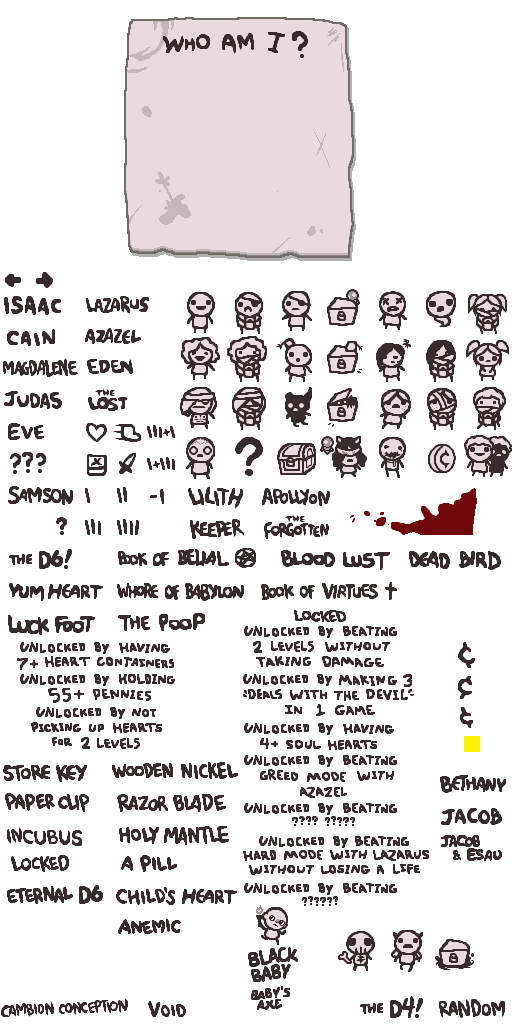 WHO AM I?
ISAAC LAZARUS
CAIN AZAZEL
MAGDALENE EDEN
JUDAS THE LOST
EVE III+I
??? I+III
?
SAMSON I II -I LILITH APOLLYON
? III IIII KEEPER THE FORGOTTEN
THE D6! BOOK OF BELIAL BLOOD LUST DEAD BIRD
YUM HEART WHORE OF BABYLON BOOK OF VIRTUES
LUCK FOOT THE POOP
UNLOCKED BY HAVING
7+ HEART CONTAINERS
UNLOCKED BY HOLDING
55+ PENNIES
UNLOCKED BY NOT
PICKING UP HEARTS
FOR 2 LEVELS
LOCKED
UNLOCKED BY BEATING
2 LEVELS WITHOUT
TAKING DAMAGE
UNLOCKED BY MAKING 3
"DEALS WITH THE DEVIL"
IN 1 GAME
UNLOCKED BY HAVING
4+ SOUL HEARTS
UNLOCKED BY BEATING
GREED MODE WITH
AZAZEL
UNLOCKED BY BEATING
???? ?????
UNLOCKED BY BEATING
HARD MODE WITH LAZARUS
WITHOUT LOSING A LIFE
UNLOCKED BY BEATING
??????
¢
¢
¢
STORE KEY WOODEN NICKEL
PAPER CLIP RAZOR BLADE
INCUBUS HOLY MANTLE
LOCKED A PILL
ETERNAL D6 CHILD'S HEART
ANEMIC
BETHANY
JACOB
JACOB
& ESAU
BLACK
BABY
BABY'S
AXE
CAMBION CONCEPTION VOID
THE D4! RANDOM